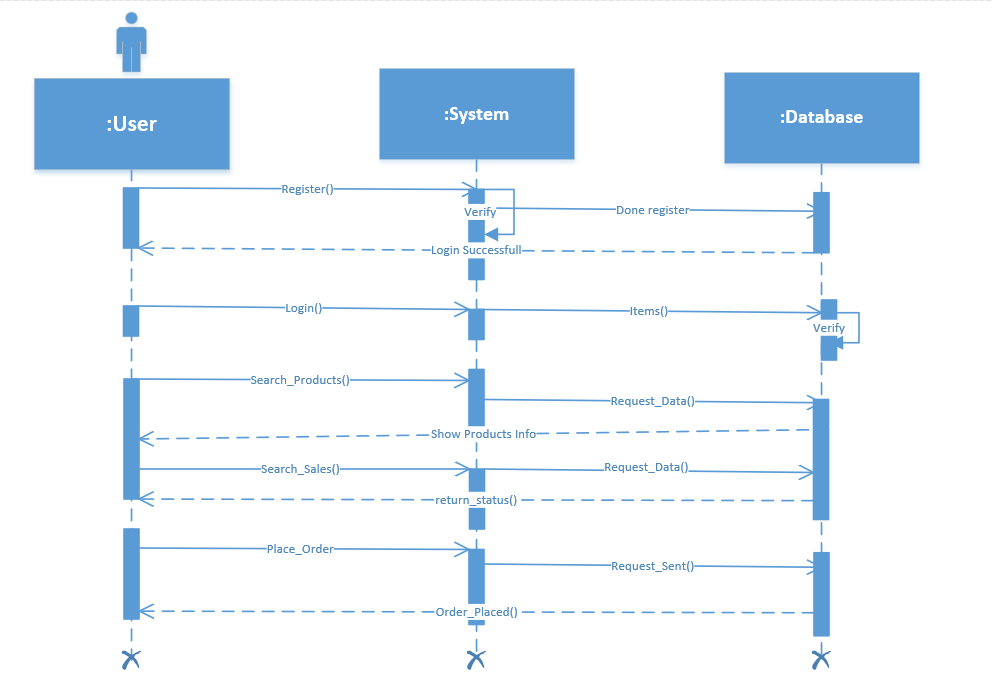 :User
:System
:Database
Register()
Verify
Done register
Login Successfull
Login()
Items()
Verify
Search_Products()
Request_Data()
Show Products Info
Search_Sales()
Request_Data()
return_status()
Place_Order
Request_Sent()
Order_Placed()